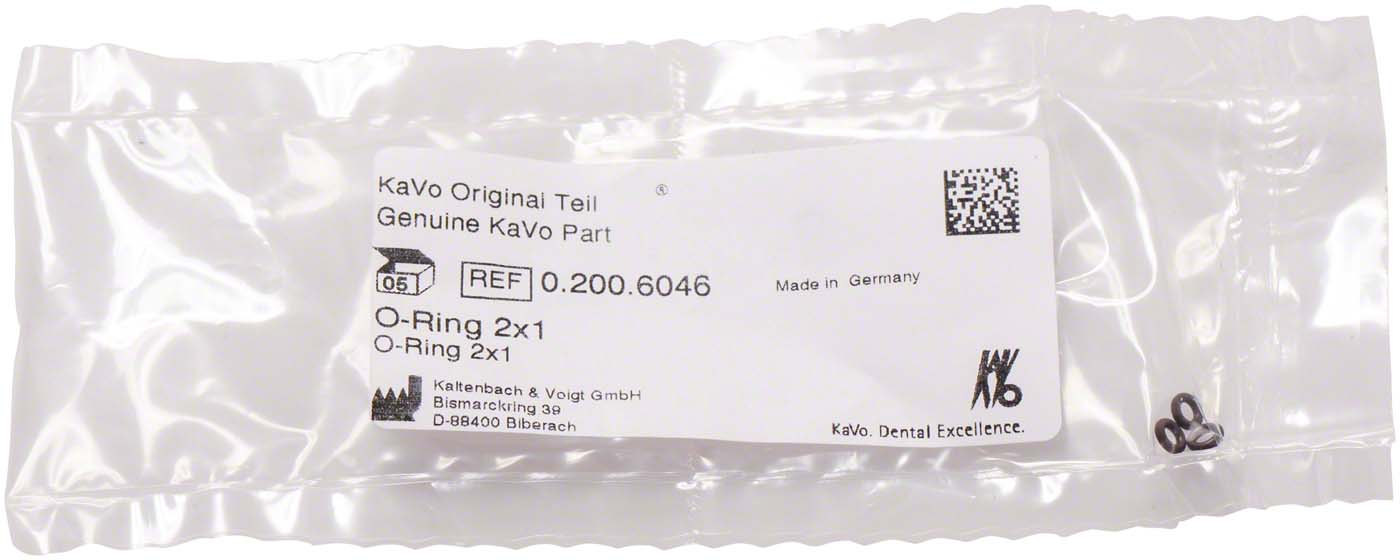 KaVo Original Teil ®
Genuine KaVo Part
05 REF 0.200.6046
Made in Germany
O-Ring 2x1
O-Ring 2x1
Kaltenbach & Voigt GmbH
Bismarckring 39
D-88400 Biberach
KAVO
KaVo. Dental Excellence.